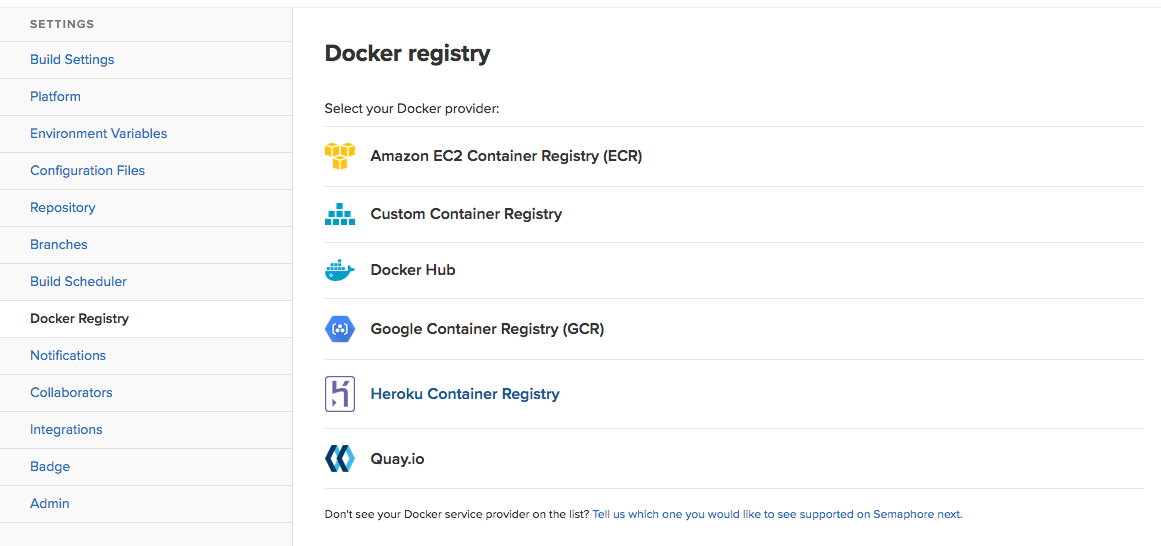 SETTINGS
Build Settings
Platform
Environment Variables
Configuration Files
Repository
Branches
Build Scheduler
Docker Registry
Notifications
Collaborators
Integrations
Badge
Admin
Docker registry
Select your Docker provider:
Amazon EC2 Container Registry (ECR)
Custom Container Registry
Docker Hub
Google Container Registry (GCR)
Heroku Container Registry
Quay.io
Don't see your Docker service provider on the list? Tell us which one you would like to see supported on Semaphore next.